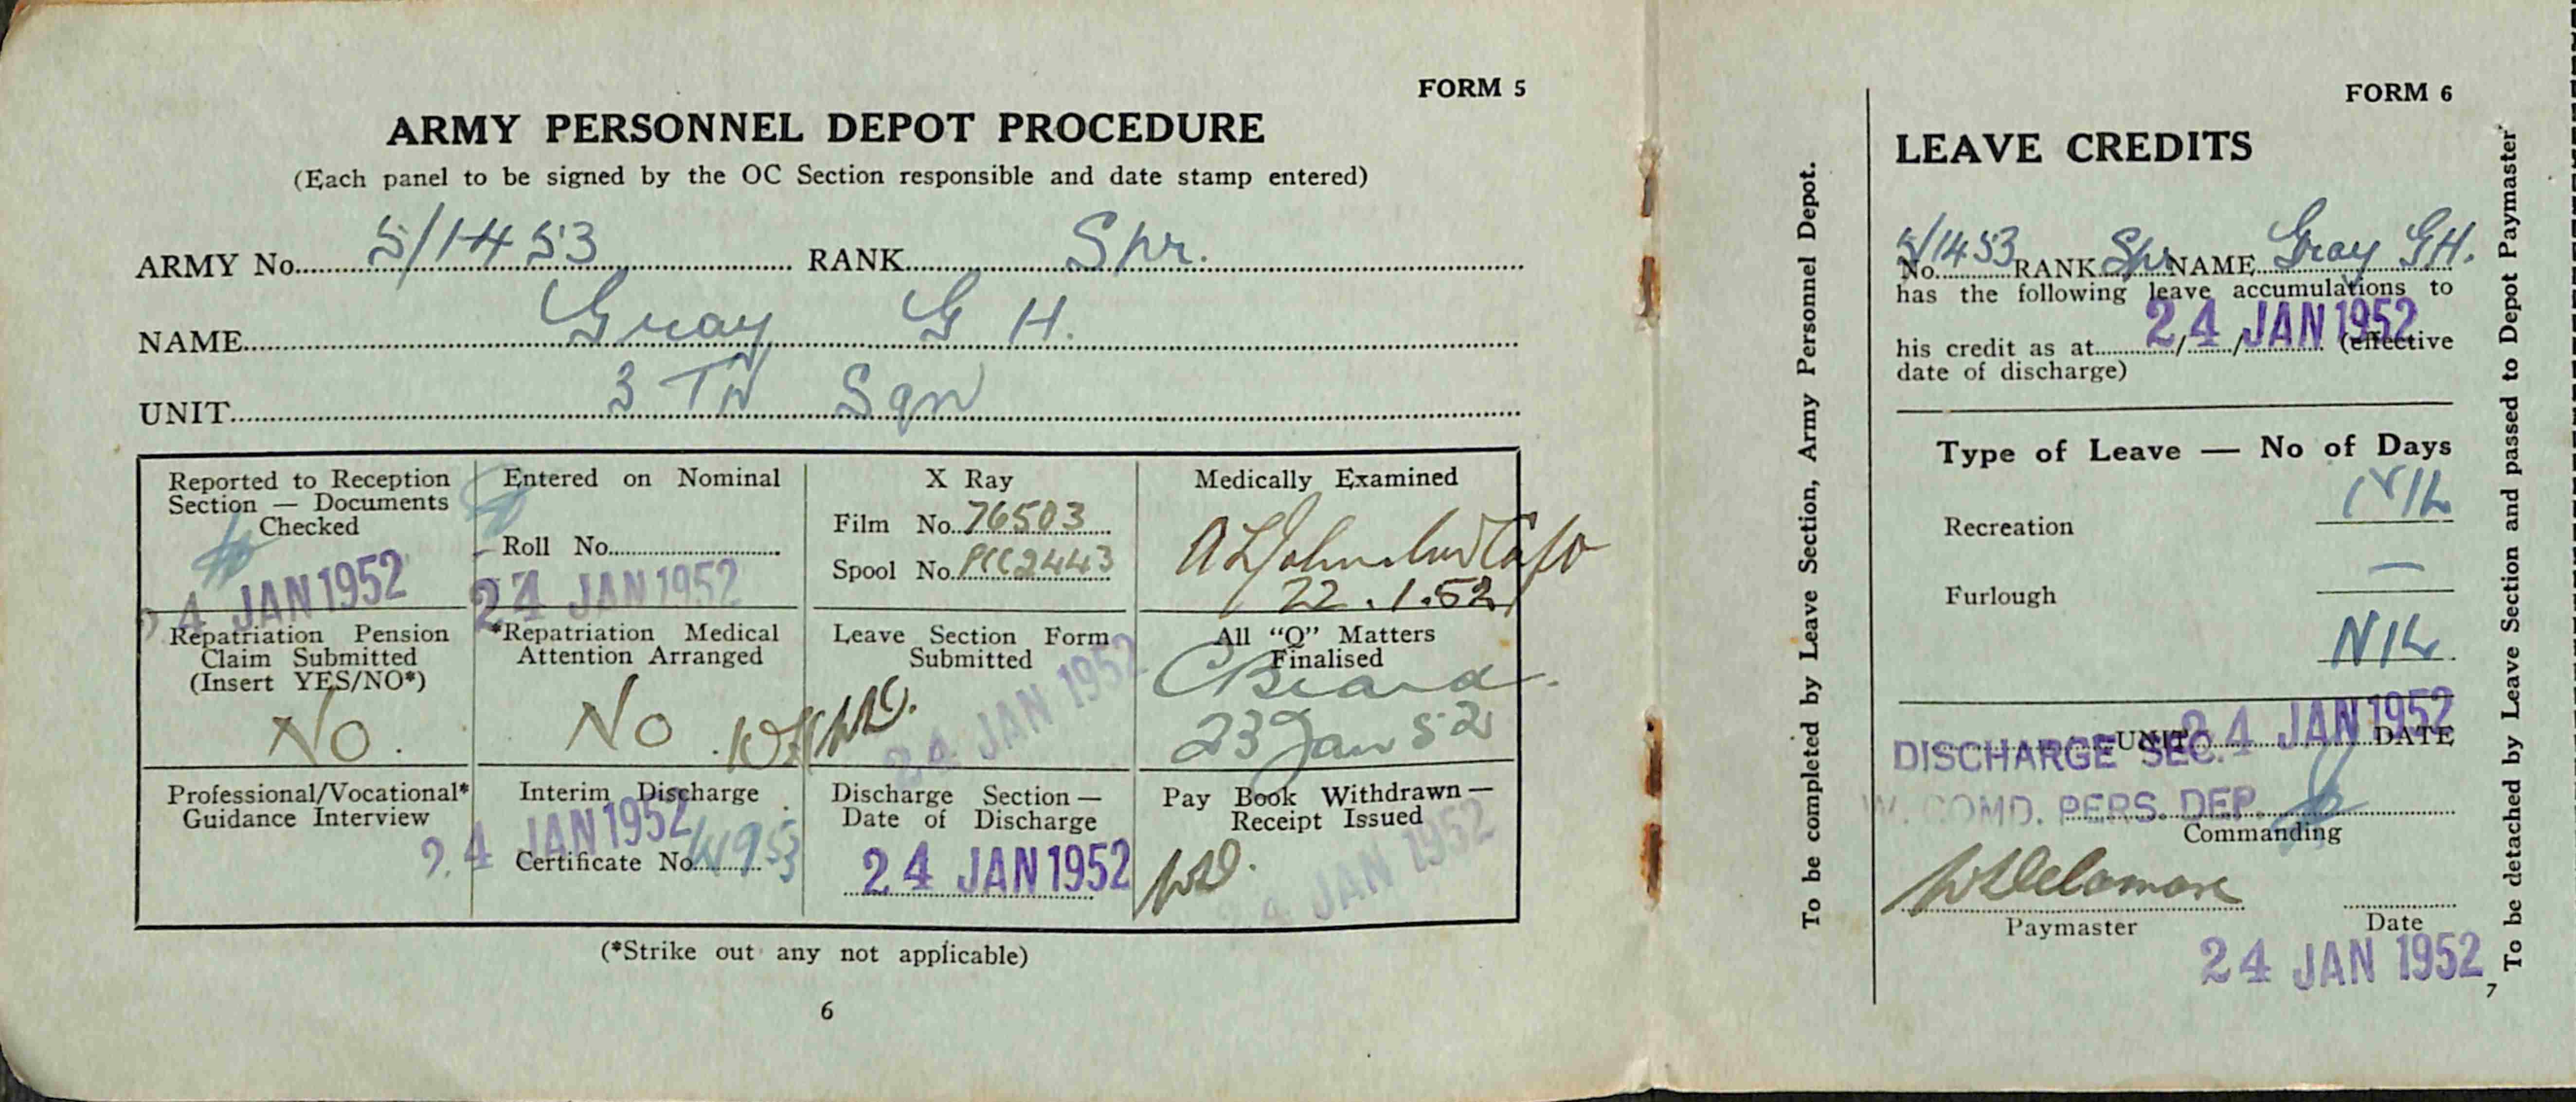 FORM 5
ARMY PERSONNEL DEPOT PROCEDURE
(Each panel to be signed by the OC Section responsible and date stamp entered)
ARMY No. 5/1453 RANK Spr.
NAME Gray G H.
UNIT 3 Tn Sqn
Reported to Reception
Section — Documents
Checked
24 JAN 1952
Entered on Nominal
Roll No.
24 JAN 1952
X Ray
Film No. 76503
Spool No. PCC2443
Medically Examined
Capt
22.1.52
Repatriation Pension
Claim Submitted
(Insert YES/NO*)
No.
*Repatriation Medical
Attention Arranged
No
Leave Section Form
Submitted
24 JAN 1952
All “Q” Matters
Finalised
CBeard.
23 Jan 52
Professional/Vocational*
Guidance Interview
Interim Discharge
24 JAN 1952
Certificate No. W953
Discharge Section —
Date of Discharge
24 JAN 1952
Pay Book Withdrawn —
Receipt Issued
24 JAN 1952
(*Strike out any not applicable)
6
To be completed by Leave Section, Army Personnel Depot.
FORM 6
LEAVE CREDITS
5/1453 Spr Gray GH.
No. RANK NAME
has the following leave accumulations to
24 JAN 1952
his credit as at / / (effective
date of discharge)
Type of Leave — No of Days
Recreation NIL
Furlough —
NIL
24 JAN 1952
UNIT DATE
DISCHARGE SEC.
W. COMD. PERS. DEP.
Commanding
WDelamore
Paymaster Date
24 JAN 1952
7
To be detached by Leave Section and passed to Depot Paymaster